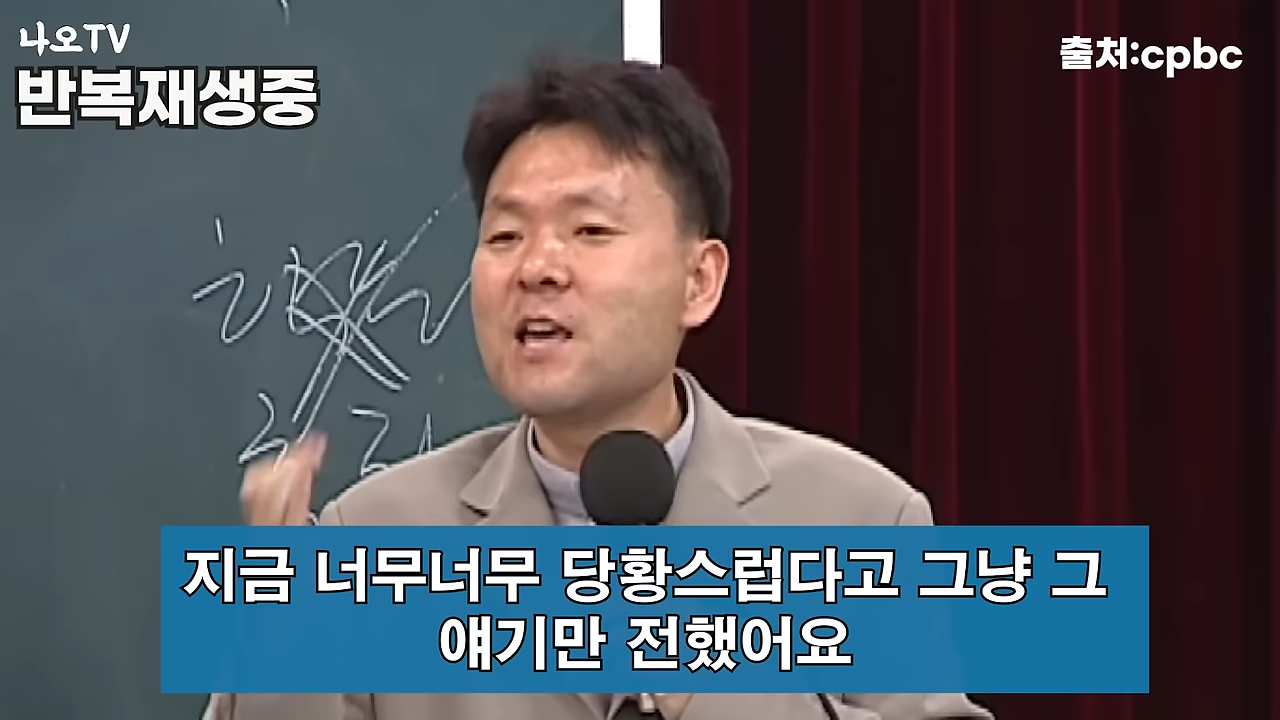 나오TV
반복재생중
출처:cpbc
지금 너무너무 당황스럽다고 그냥 그
얘기만 전했어요